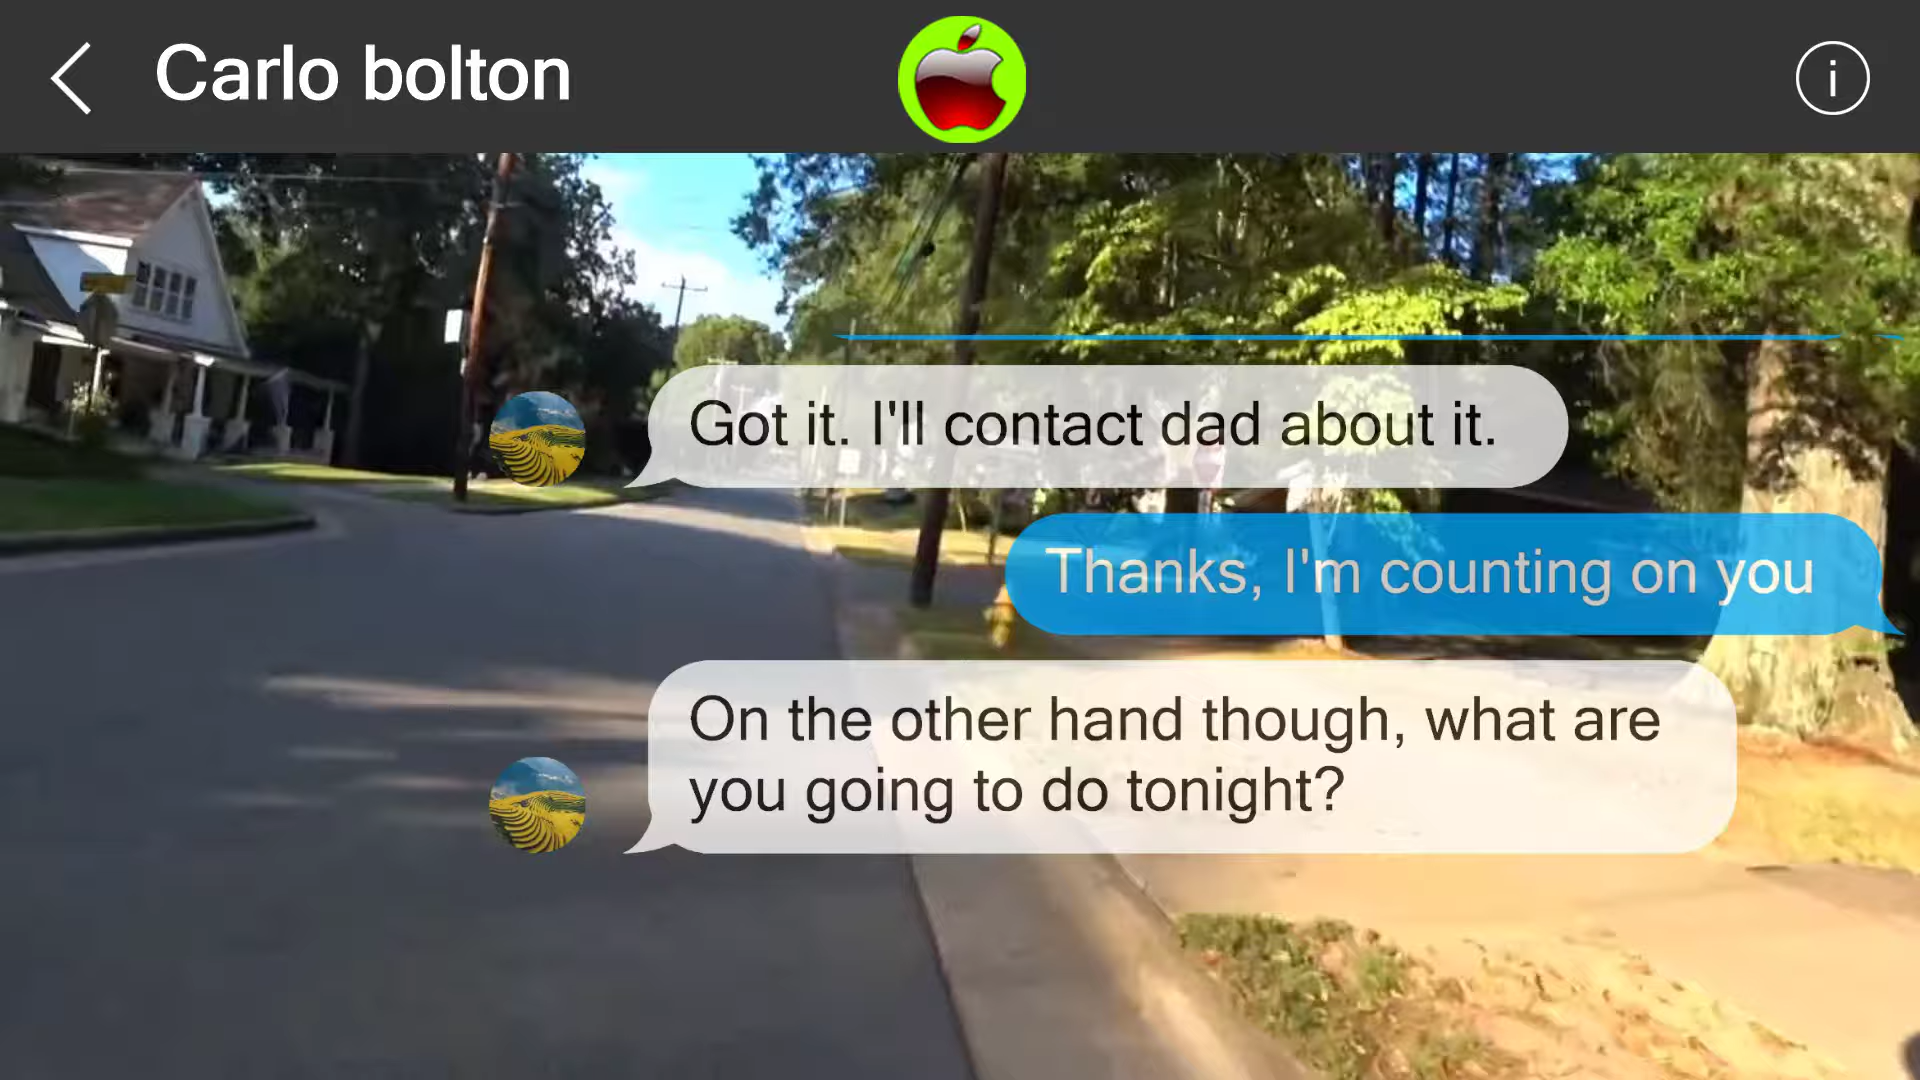 Carlo bolton
Got it. I'll contact dad about it.
Thanks, I'm counting on you
On the other hand though, what are
you going to do tonight?